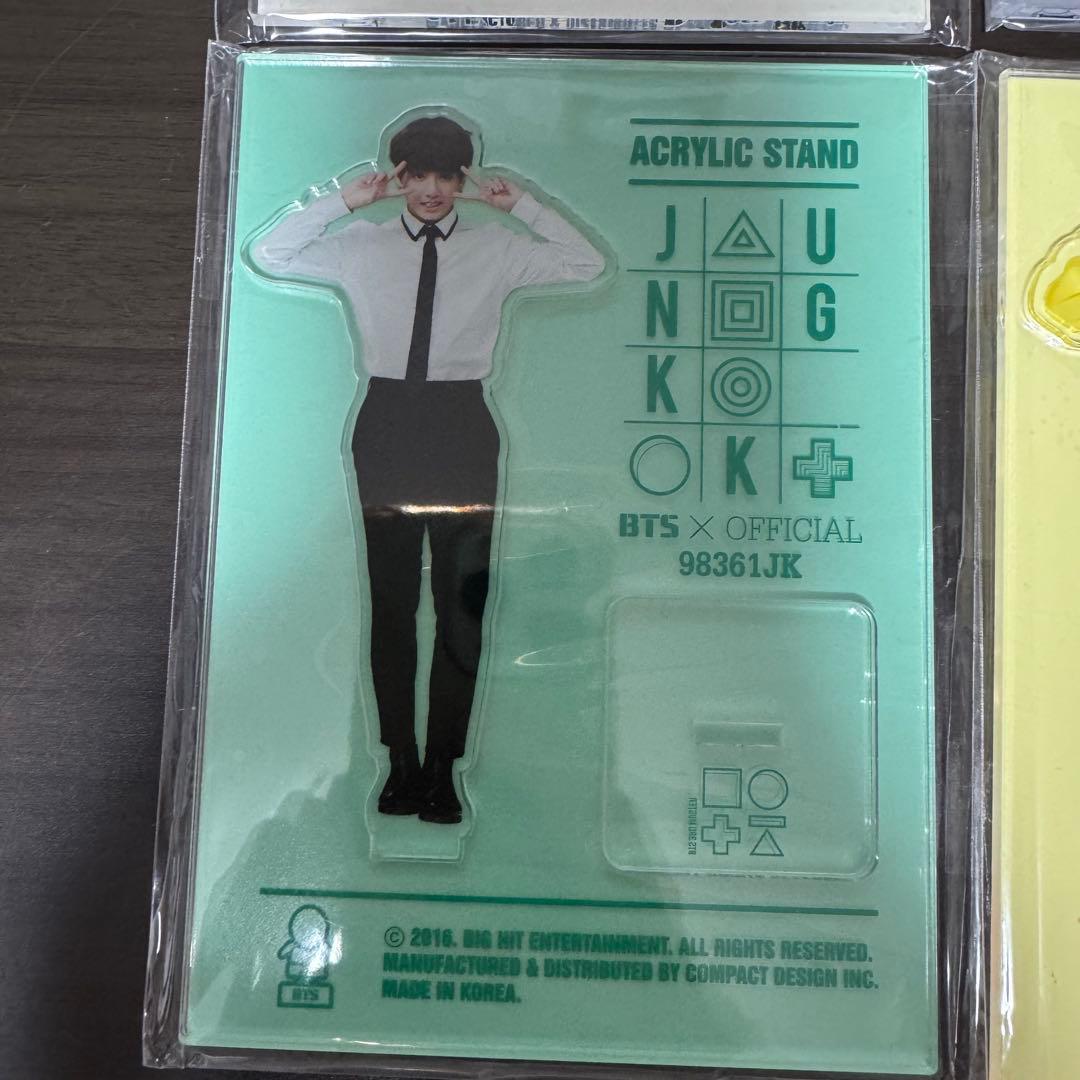 ACRYLIC STAND
J U
N G
K
K
BTS X OFFICIAL
98361JK
BTS
© 2016. BIG HIT ENTERTAINMENT. ALL RIGHTS RESERVED.
MANUFACTURED & DISTRIBUTED BY COMPACT DESIGN INC.
MADE IN KOREA.